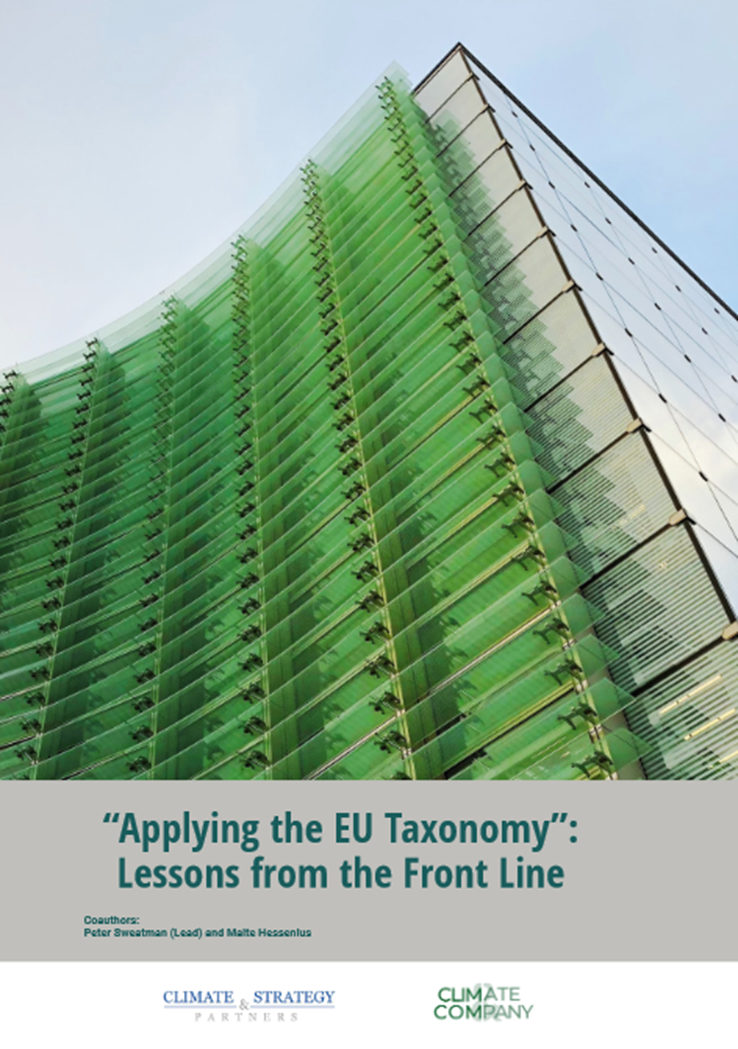 “Applying the EU Taxonomy”:
Lessons from the Front Line
Coauthors:
Peter Sweatman (Lead) and Malte Hessenius
CLIMATE & STRATEGY
PARTNERS
CLIMATE
COMPANY